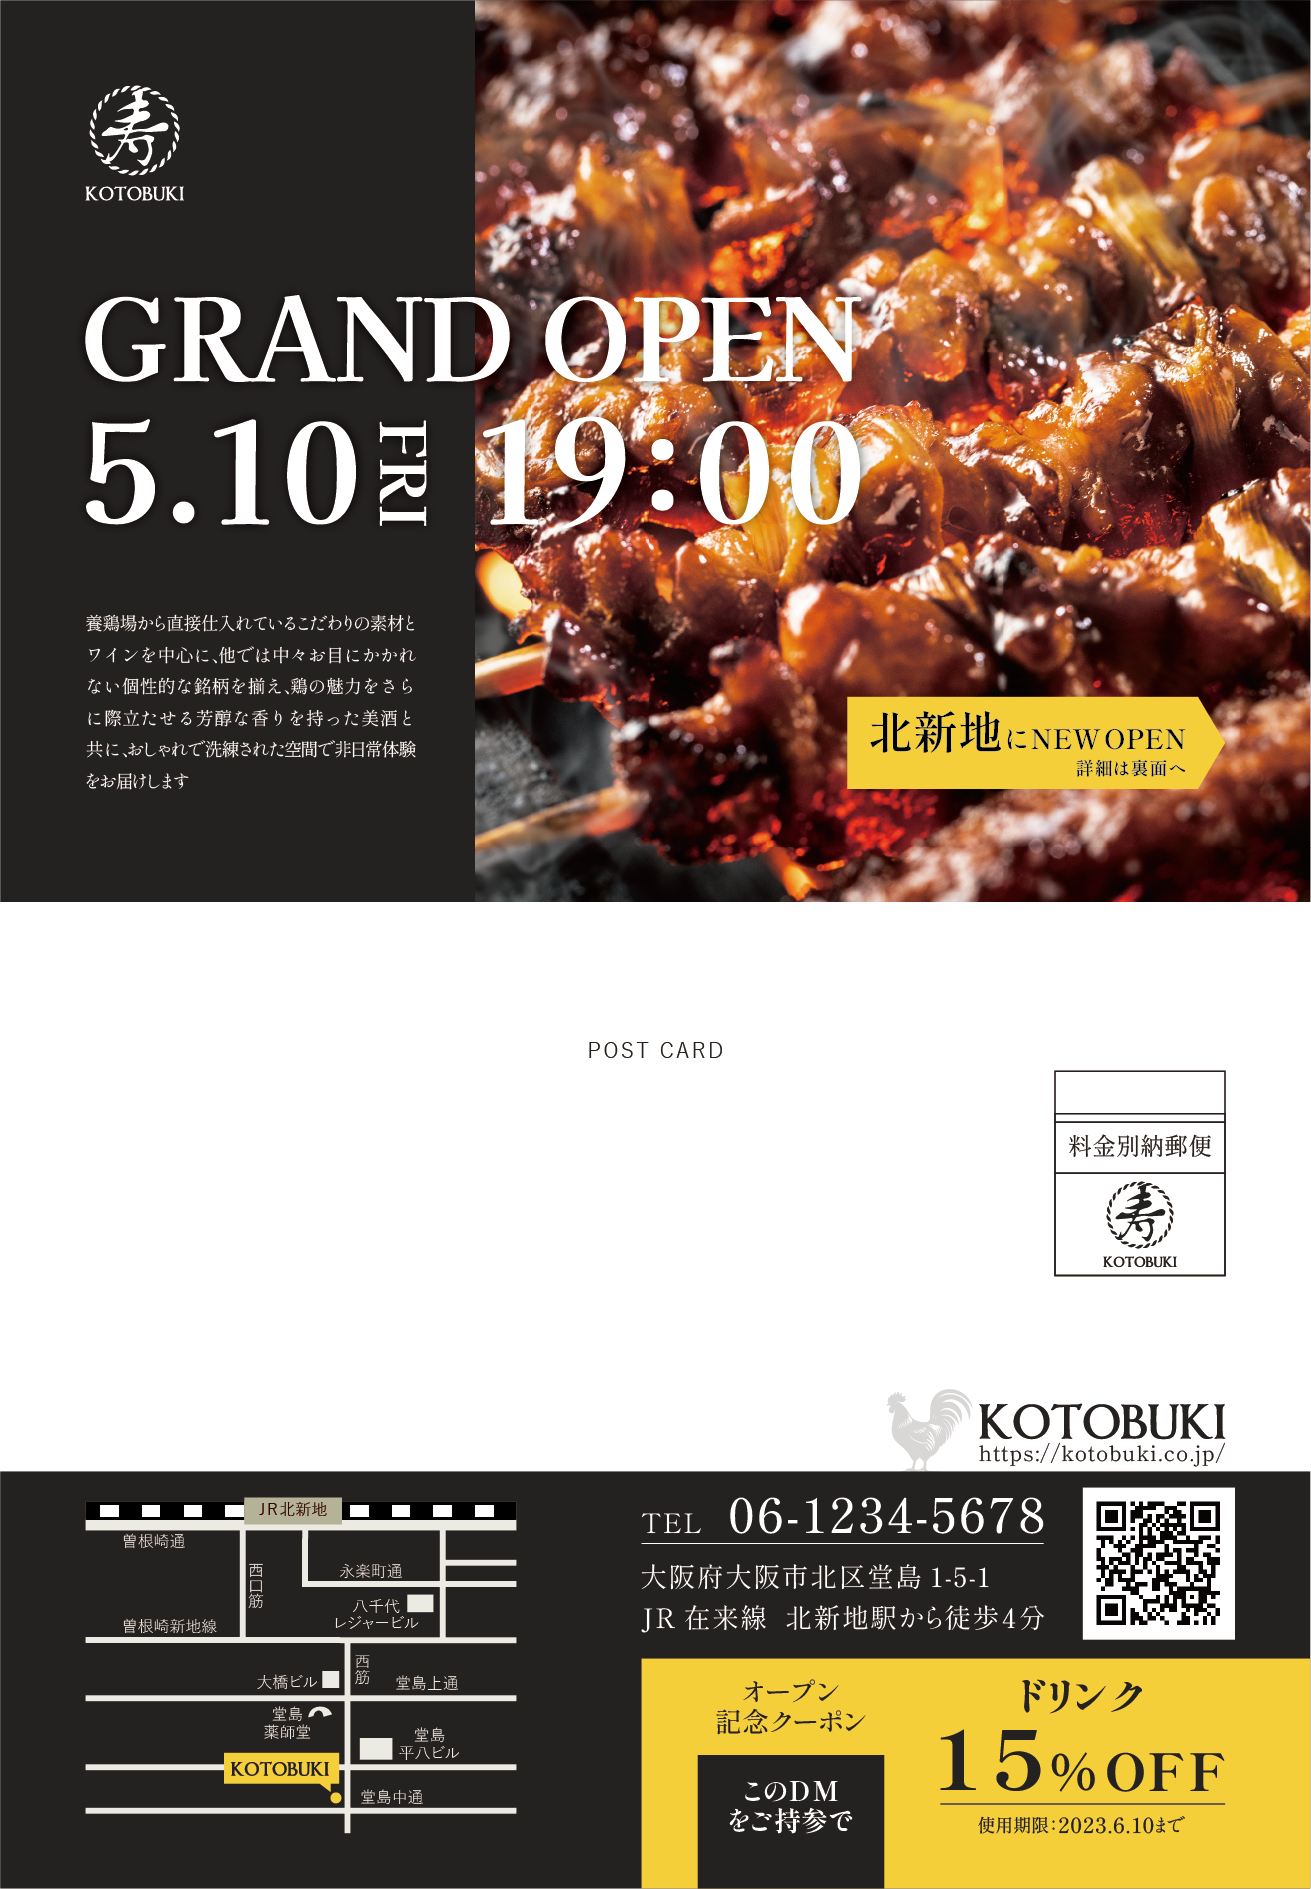 寿
KOTOBUKI
GRAND OPEN
5.10 FRI 19:00
養鶏場から直接仕入れているこだわりの素材と
ワインを中心に、他では中々お目にかかれ
ない個性的な銘柄を揃え、鶏の魅力をさら
に際立たせる芳醇な香りを持った美酒と
共に、おしゃれで洗練された空間で非日常体験
をお届けします
北新地にNEW OPEN
詳細は裏面へ
POST CARD
料金別納郵便
寿
KOTOBUKI
KOTOBUKI
https://kotobuki.co.jp/
JR北新地
曽根崎通
西口筋
永楽町通
八千代
レジャービル
曽根崎新地線
西筋
大橋ビル
堂島上通
堂島
薬師堂
堂島
平八ビル
KOTOBUKI
堂島中通
TEL 06-1234-5678
大阪府大阪市北区堂島 1-5-1
JR 在来線 北新地駅から徒歩4分
オープン
記念クーポン
このDM
をご持参で
ドリンク
15%OFF
使用期限：2023.6.10まで